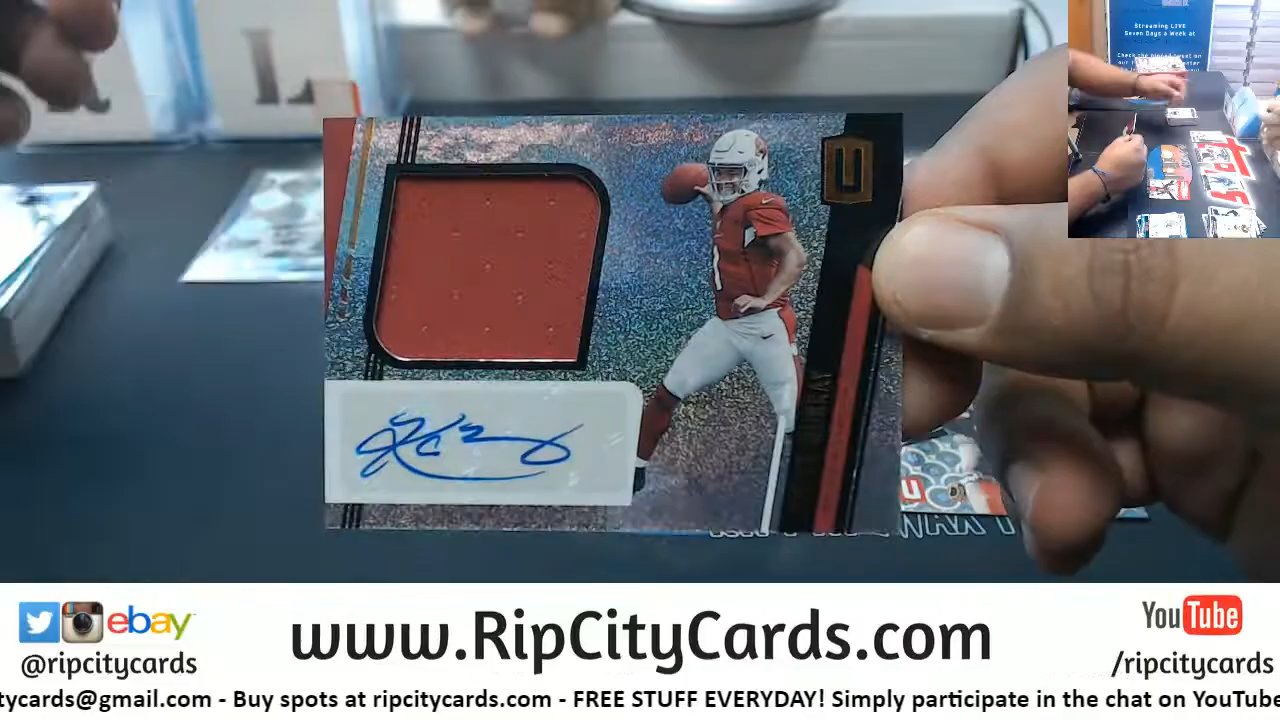 Streaming LIVE
Seven Days a Week at
U
1
ebay
www.RipCityCards.com
YouTube
@ripcitycards
/ripcitycards
tycards@gmail.com - Buy spots at ripcitycards.com - FREE STUFF EVERYDAY! Simply participate in the chat on YouTube